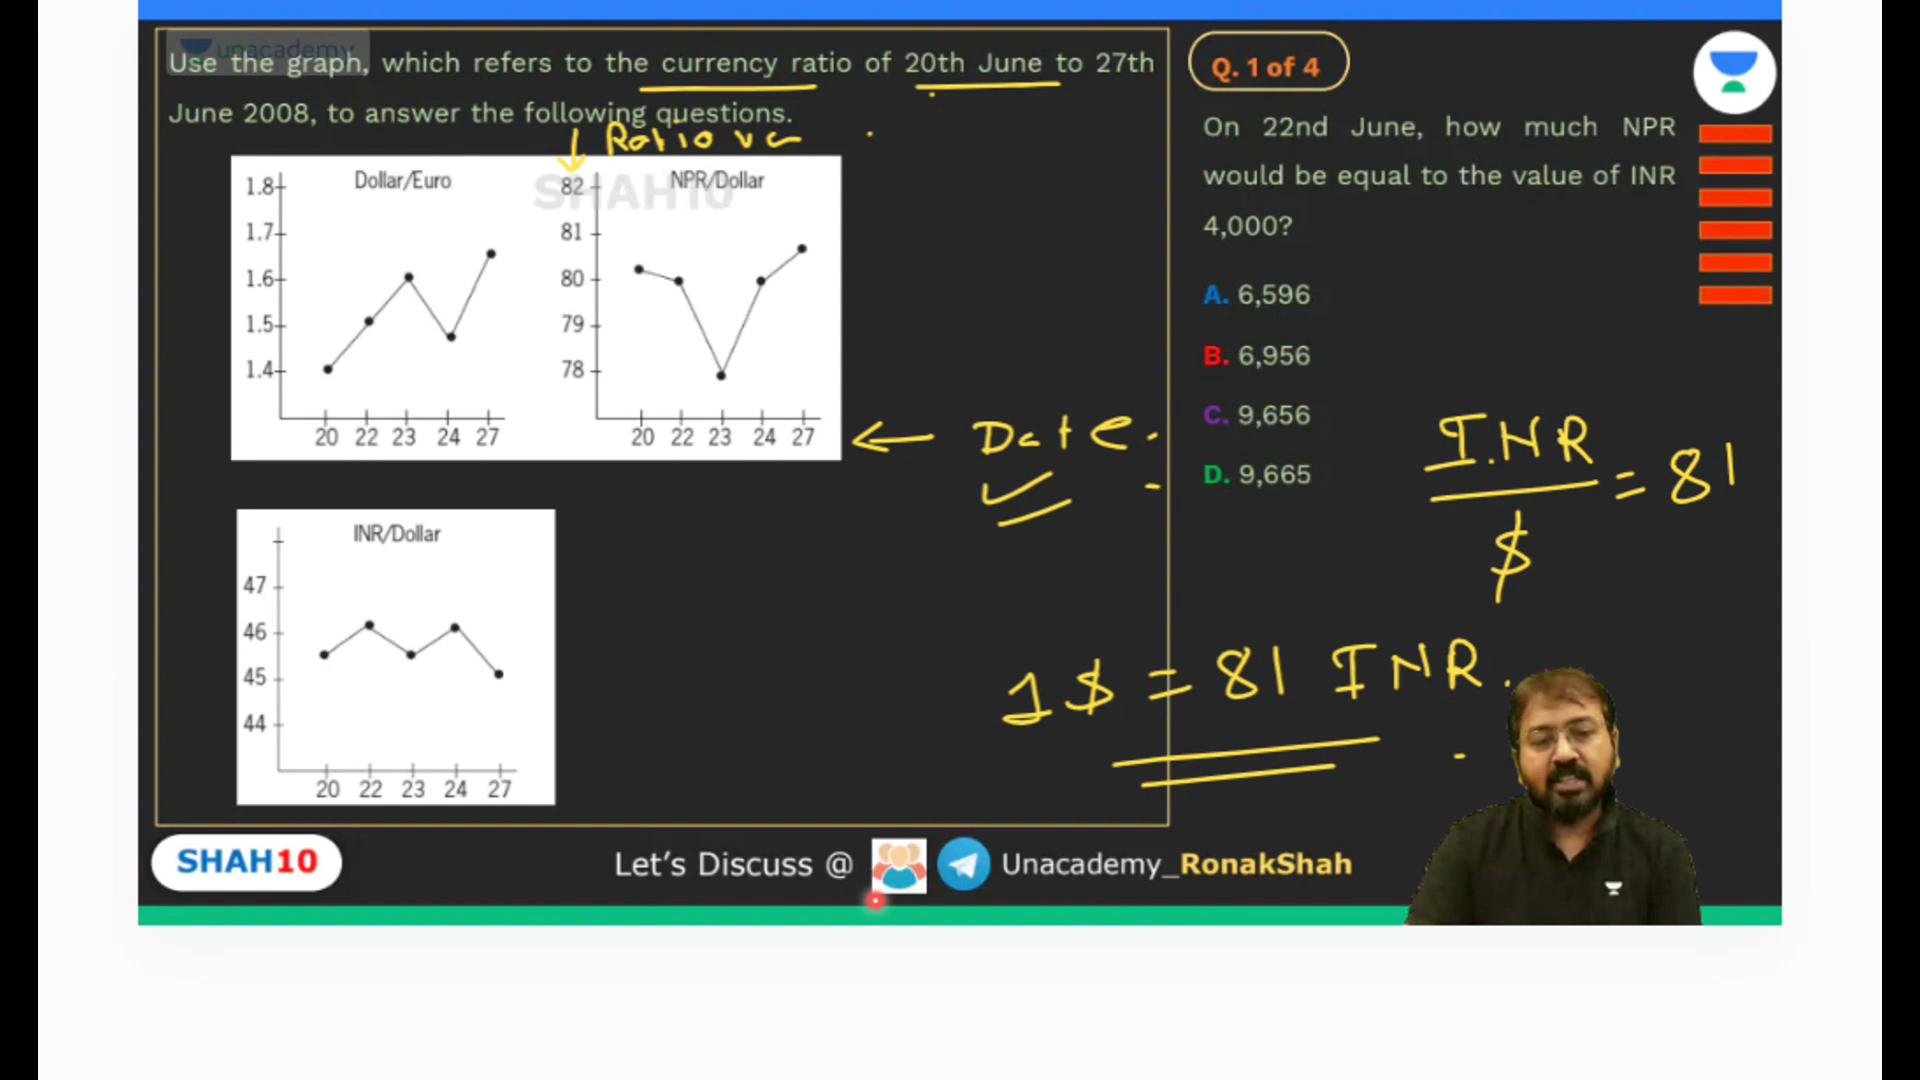 unacademy
Use the graph, which refers to the currency ratio of 20th June to 27th
June 2008, to answer the following questions.
Ratio
SHAH10
Dollar/Euro
1.8
1.7
1.6
1.5
1.4
20 22 23 24 27
NPR/Dollar
82
81
80
79
78
20 22 23 24 27
Date.
INR/Dollar
47
46
45
44
20 22 23 24 27
Q. 1 of 4
On 22nd June, how much NPR
would be equal to the value of INR
4,000?
A. 6,596
B. 6,956
C. 9,656
D. 9,665
INR
= 81
$
1$ = 81 INR.
SHAH10
Let's Discuss @ Unacademy_RonakShah